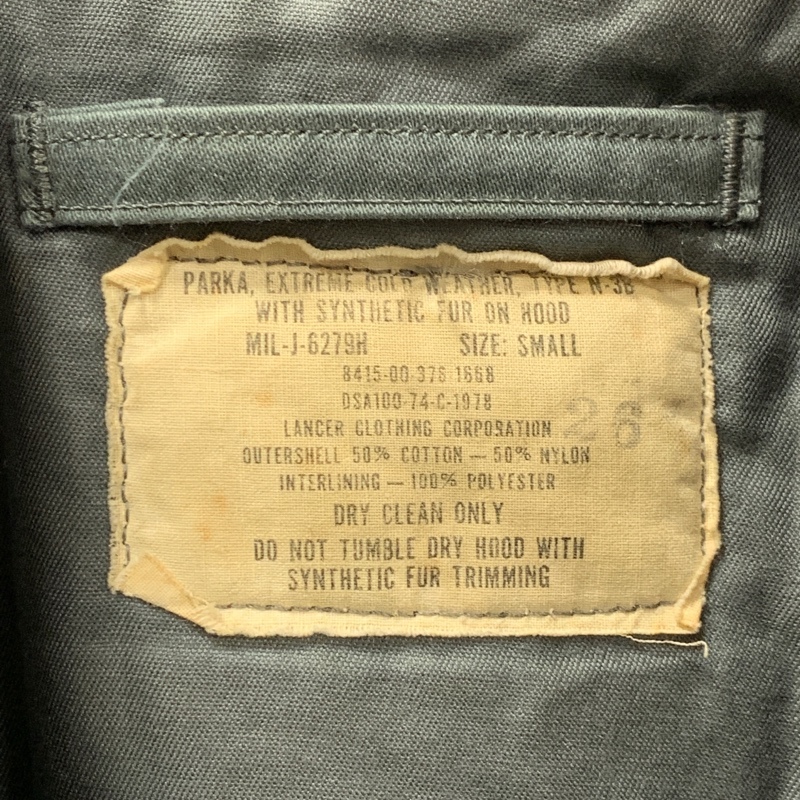 PARKA, EXTREME COLD WEATHER, TYPE N-3B
WITH SYNTHETIC FUR ON HOOD
MIL-J-6279H SIZE: SMALL
8415-00-376-1668
DSA100-74-C-1978
LANCER CLOTHING CORPORATION
26
OUTERSHELL 50% COTTON — 50% NYLON
INTERLINING — 100% POLYESTER
DRY CLEAN ONLY
DO NOT TUMBLE DRY HOOD WITH
SYNTHETIC FUR TRIMMING